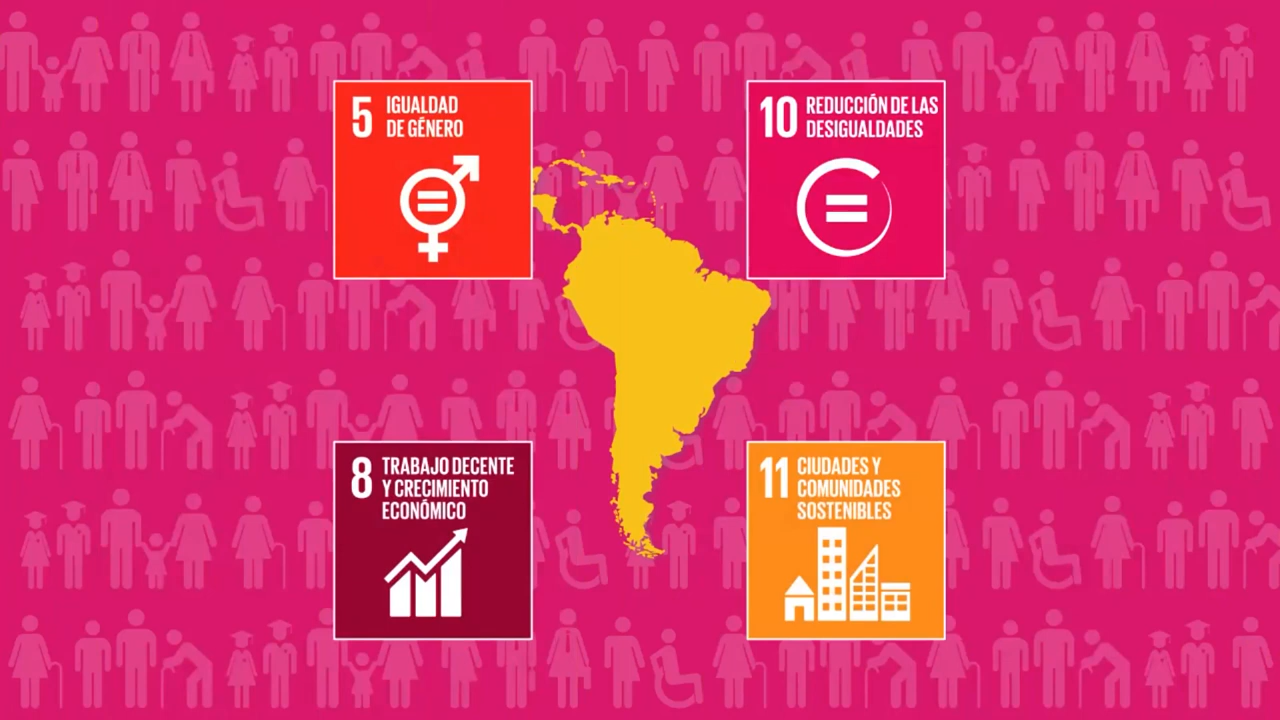 5 IGUALDAD
DE GÉNERO
10 REDUCCIÓN DE LAS
DESIGUALDADES
8 TRABAJO DECENTE
Y CRECIMIENTO
ECONÓMICO
11 CIUDADES Y
COMUNIDADES
SOSTENIBLES